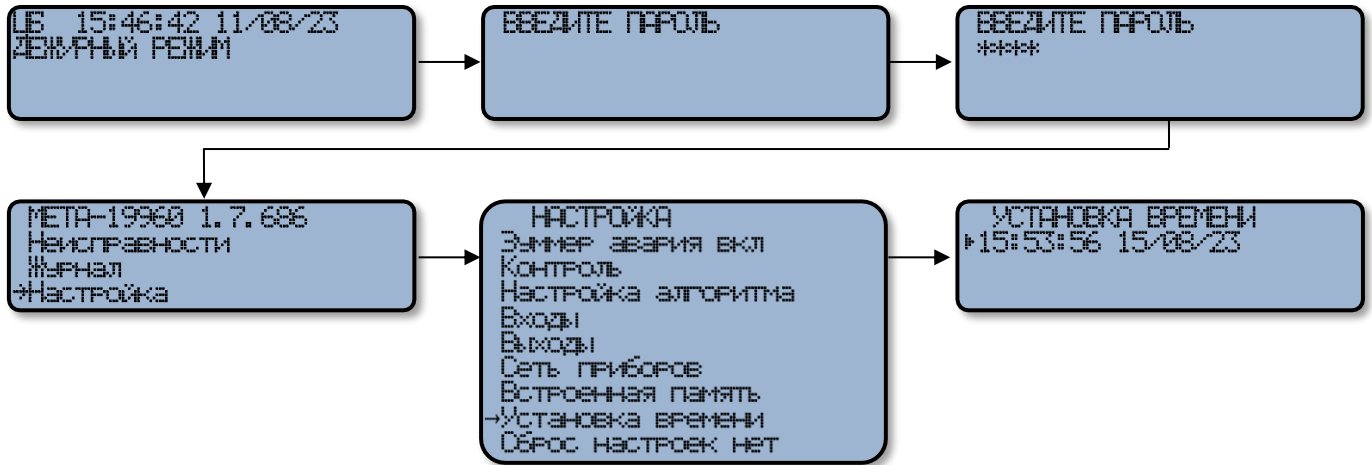 ЦБ 15:46:42 11/08/23
ДЕЖУРНЫЙ РЕЖИМ
ВВЕДИТЕ ПАРОЛЬ
ВВЕДИТЕ ПАРОЛЬ
****
МЕТА-19960 1.7.686
Неисправности
Журнал
→Настройка
НАСТРОЙКА
Зуммер авария вкл
Контроль
Настройка алгоритма
Входы
Выходы
Сеть приборов
Встроенная память
→Установка времени
Сброс настроек нет
УСТАНОВКА ВРЕМЕНИ
▸15:53:56 15/08/23